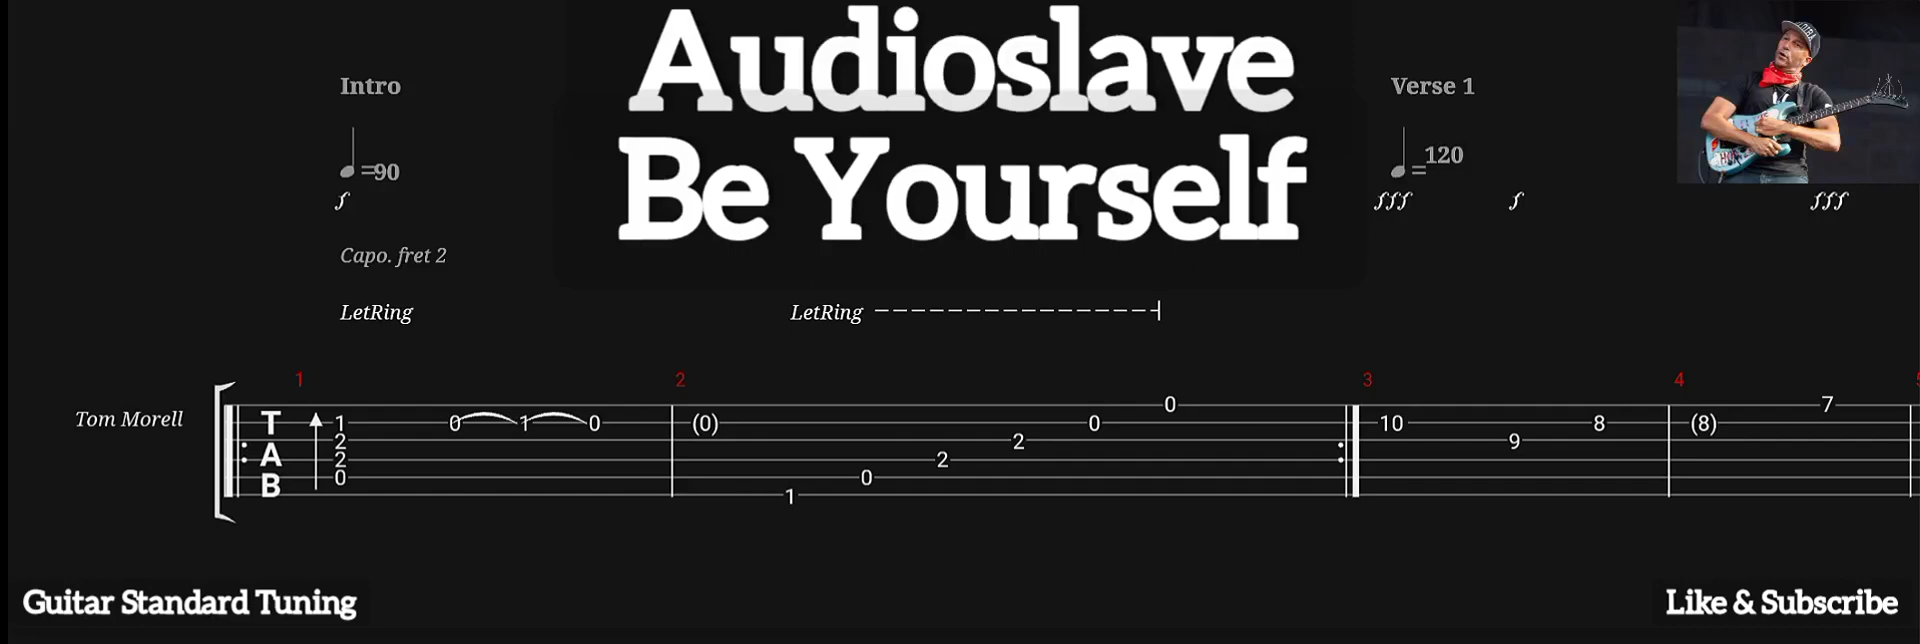 Audioslave
Be Yourself
Intro
=90
f
Capo. fret 2
LetRing
LetRing
Verse 1
=120
fff f fff
1 2 3 4
Tom Morell
T
A
B
0 7
1 0 1 0 (0) 0 10 8 (8)
2 2 9
2 2
0 0
1
Guitar Standard Tuning
Like & Subscribe